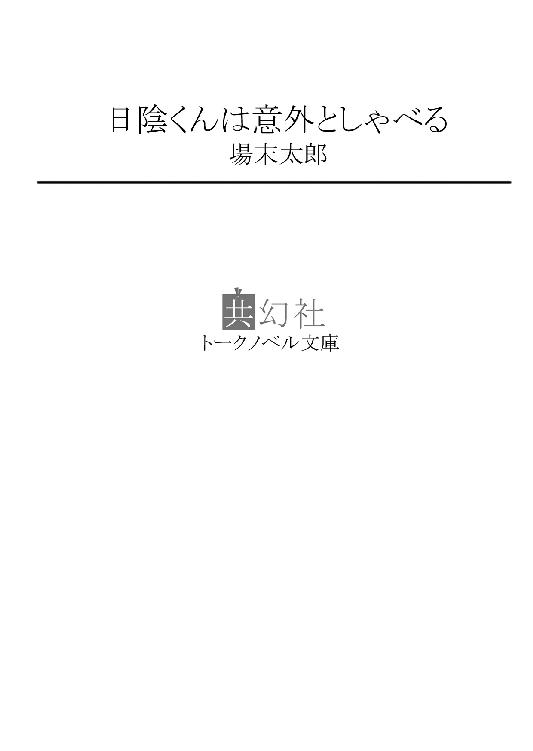 日陰くんは意外としゃべる
場末太郎
共幻社
トークノベル文庫